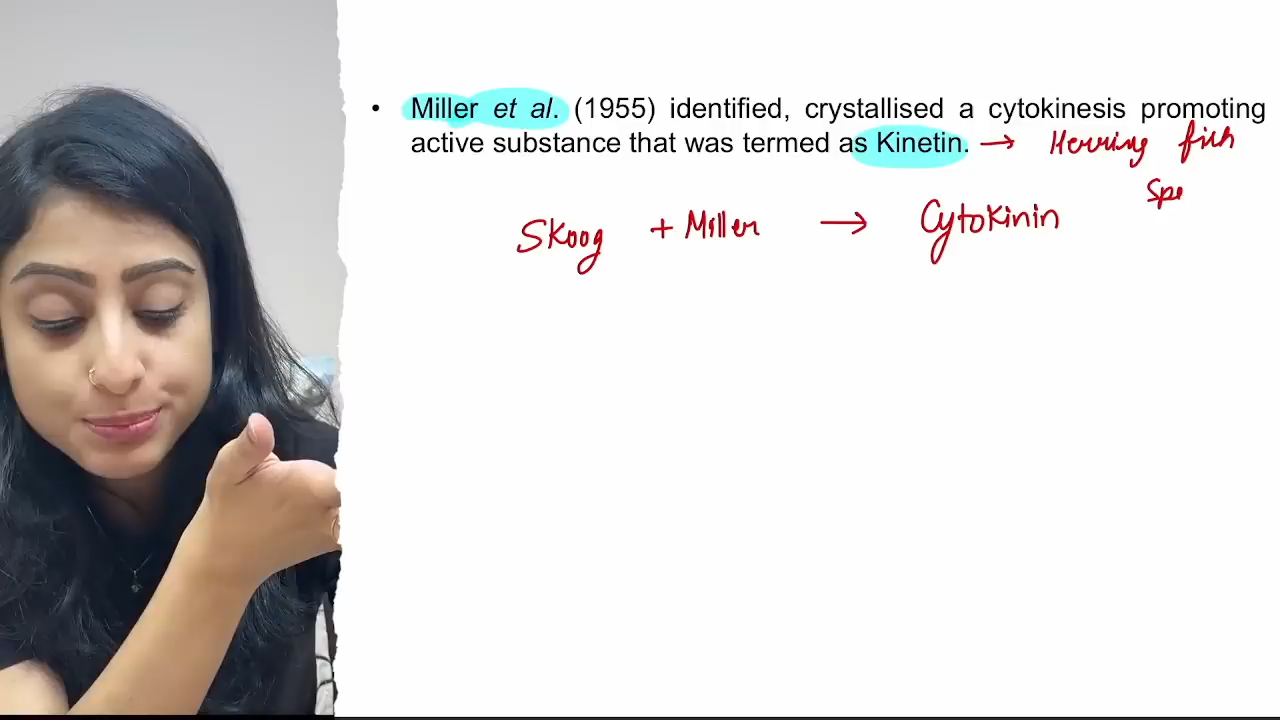 • Miller et al. (1955) identified, crystallised a cytokinesis promoting
active substance that was termed as Kinetin. → Herring fish
Spe
Skoog + Miller → Cytokinin